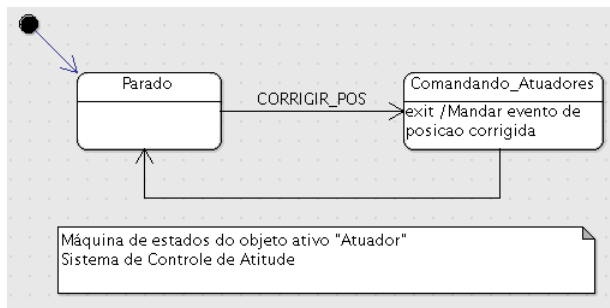 Parado
CORRIGIR_POS
Comandando_Atuadores
exit /Mandar evento de
posicao corrigida
Máquina de estados do objeto ativo "Atuador"
Sistema de Controle de Atitude